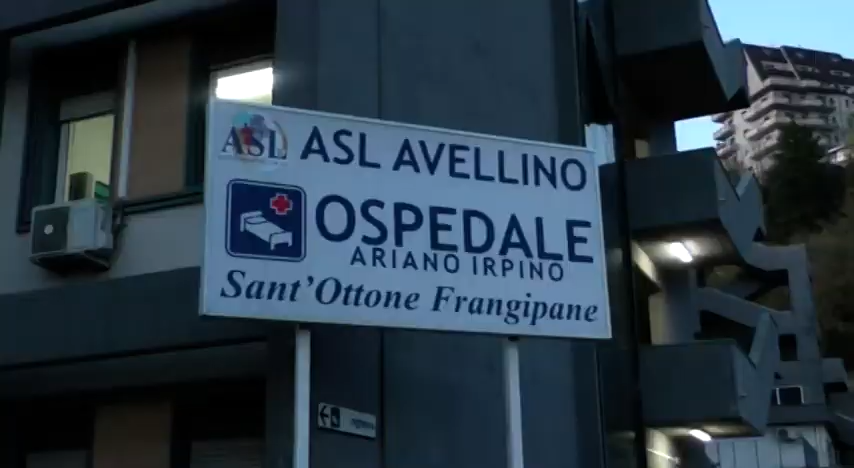 ASL ASL AVELLINO
OSPEDALE
ARIANO IRPINO
Sant'Ottone Frangipane